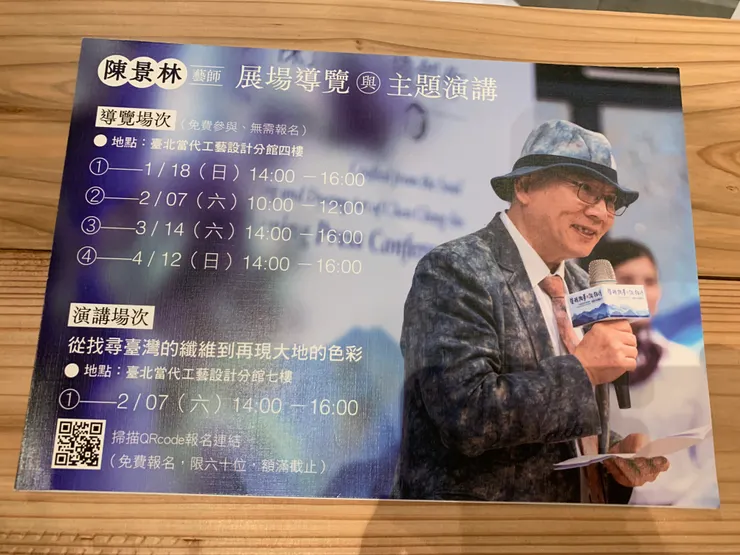 陳景林 藝師 展場導覽與主題演講
導覽場次（免費參與、無需報名）
● 地點：臺北當代工藝設計分館四樓
①——1/18（日）14:00 －16:00
②——2/07（六）10:00 －12:00
③——3/14（六）14:00 －16:00
④——4/12（日）14:00 －16:00
演講場次
從找尋臺灣的纖維到再現大地的色彩
● 地點：臺北當代工藝設計分館七樓
①——2/07（六）14:00 －16:00
掃描QRcode報名連結
（免費報名，限六十位，額滿截止）